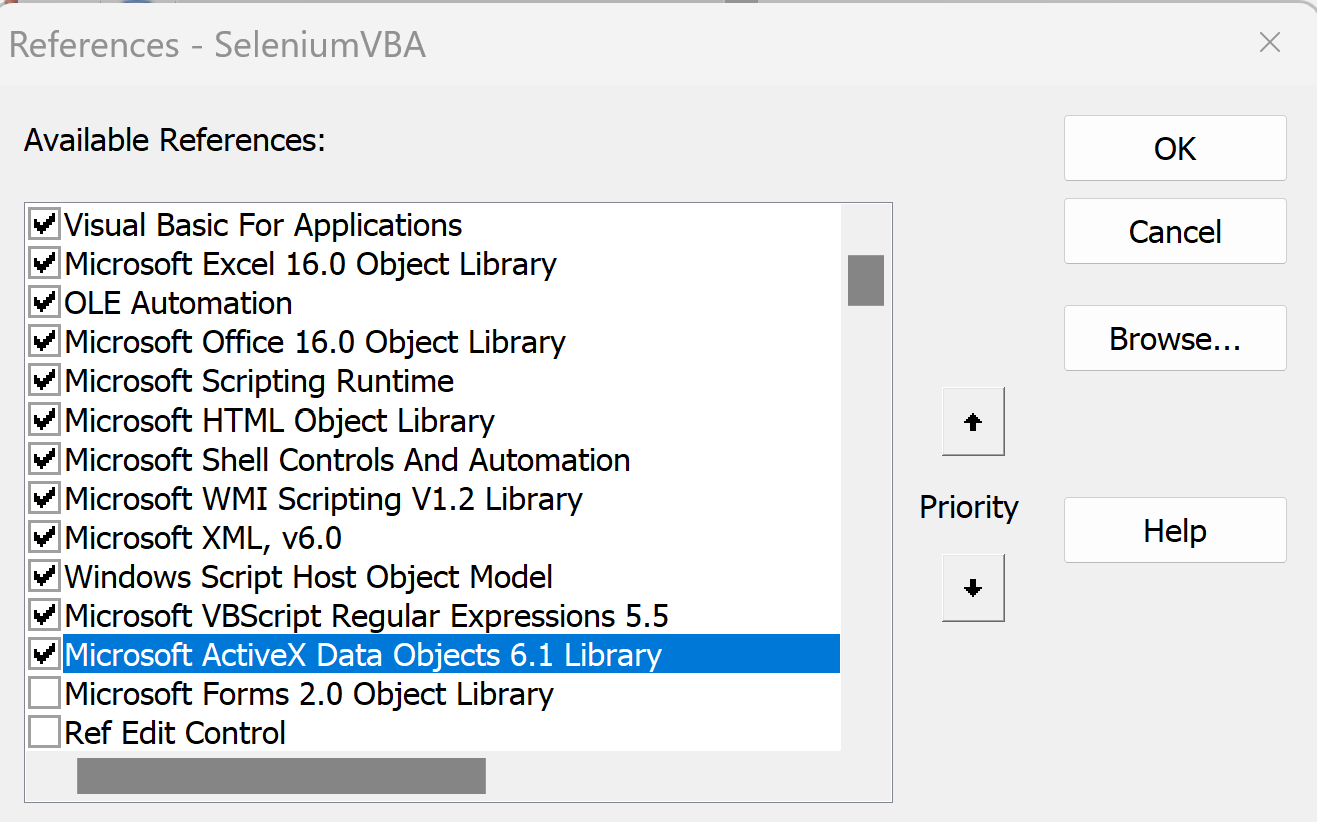 References - SeleniumVBA
Available References:
Visual Basic For Applications
Microsoft Excel 16.0 Object Library
OLE Automation
Microsoft Office 16.0 Object Library
Microsoft Scripting Runtime
Microsoft HTML Object Library
Microsoft Shell Controls And Automation
Microsoft WMI Scripting V1.2 Library
Microsoft XML, v6.0
Windows Script Host Object Model
Microsoft VBScript Regular Expressions 5.5
Microsoft ActiveX Data Objects 6.1 Library
Microsoft Forms 2.0 Object Library
Ref Edit Control
Priority
OK
Cancel
Browse...
Help